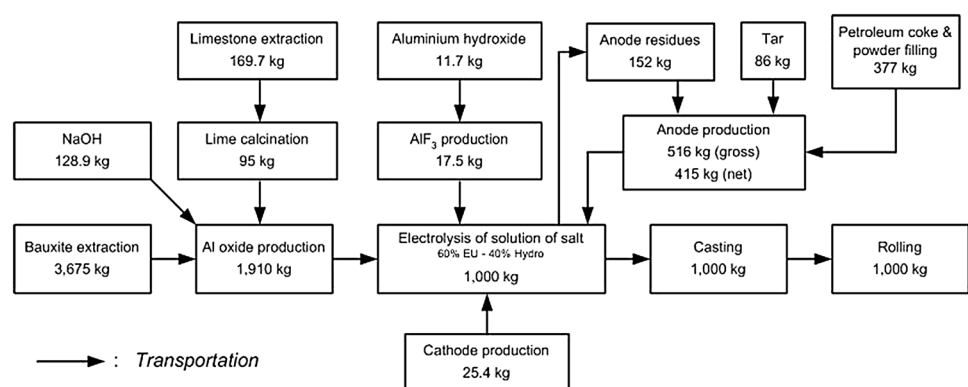 Limestone extraction
169.7 kg
Aluminium hydroxide
11.7 kg
Anode residues
152 kg
Tar
86 kg
Petroleum coke &
powder filling
377 kg
NaOH
128.9 kg
Lime calcination
95 kg
AlF₃ production
17.5 kg
Anode production
516 kg (gross)
415 kg (net)
Bauxite extraction
3,675 kg
Al oxide production
1,910 kg
Electrolysis of solution of salt
60% EU - 40% Hydro
1,000 kg
Casting
1,000 kg
Rolling
1,000 kg
Cathode production
25.4 kg
: Transportation